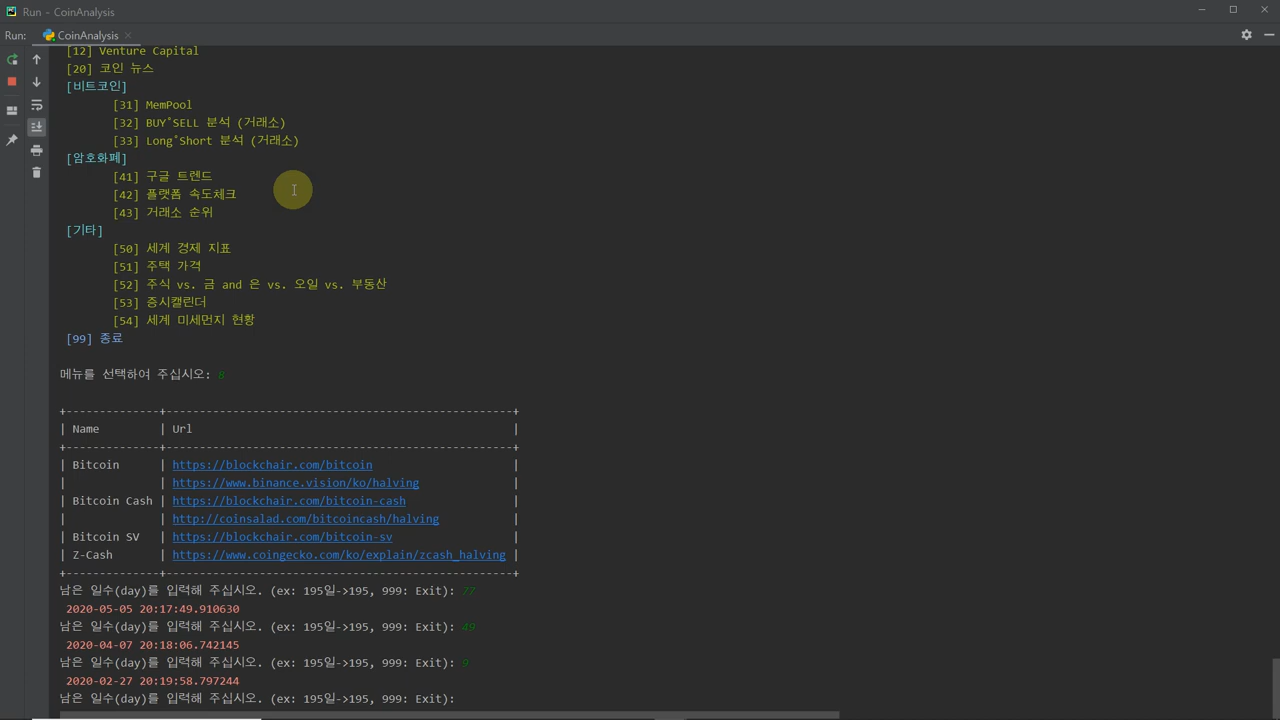 Run - CoinAnalysis
Run: CoinAnalysis
[12] Venture Capital
[20] 코인 뉴스
[비트코인]
[31] MemPool
[32] BUY˚SELL 분석 (거래소)
[33] Long˚Short 분석 (거래소)
[암호화폐]
[41] 구글 트렌드
[42] 플랫폼 속도체크
[43] 거래소 순위
[기타]
[50] 세계 경제 지표
[51] 주택 가격
[52] 주식 vs. 금 and 은 vs. 오일 vs. 부동산
[53] 증시캘린더
[54] 세계 미세먼지 현황
[99] 종료
메뉴를 선택하여 주십시오: 8
+--------------+----------------------------------------------------+
| Name | Url |
+--------------+----------------------------------------------------+
| Bitcoin | https://blockchair.com/bitcoin |
| | https://www.binance.vision/ko/halving |
| Bitcoin Cash | https://blockchair.com/bitcoin-cash |
| | http://coinsalad.com/bitcoincash/halving |
| Bitcoin SV | https://blockchair.com/bitcoin-sv |
| Z-Cash | https://www.coingecko.com/ko/explain/zcash_halving |
+--------------+----------------------------------------------------+
남은 일수(day)를 입력해 주십시오. (ex: 195일->195, 999: Exit): 77
2020-05-05 20:17:49.910630
남은 일수(day)를 입력해 주십시오. (ex: 195일->195, 999: Exit): 49
2020-04-07 20:18:06.742145
남은 일수(day)를 입력해 주십시오. (ex: 195일->195, 999: Exit): 9
2020-02-27 20:19:58.797244
남은 일수(day)를 입력해 주십시오. (ex: 195일->195, 999: Exit):